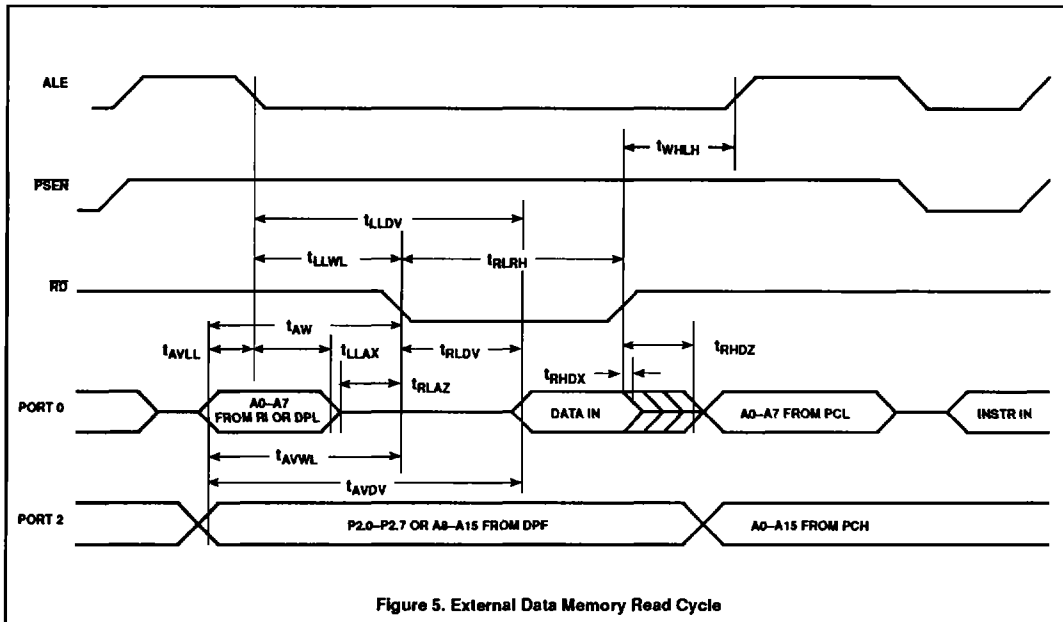 ALE
tWHLH
PSEN
tLLDV
tLLWL
tRLRH
RD
tAW
tAVLL
tLLAX
tRLDV
tRHDZ
tRLAZ
tRHDX
PORT 0
A0–A7
FROM RI OR DPL
DATA IN
A0–A7 FROM PCL
INSTR IN
tAVWL
tAVDV
PORT 2
P2.0–P2.7 OR A8–A15 FROM DPF
A0–A15 FROM PCH
Figure 5. External Data Memory Read Cycle